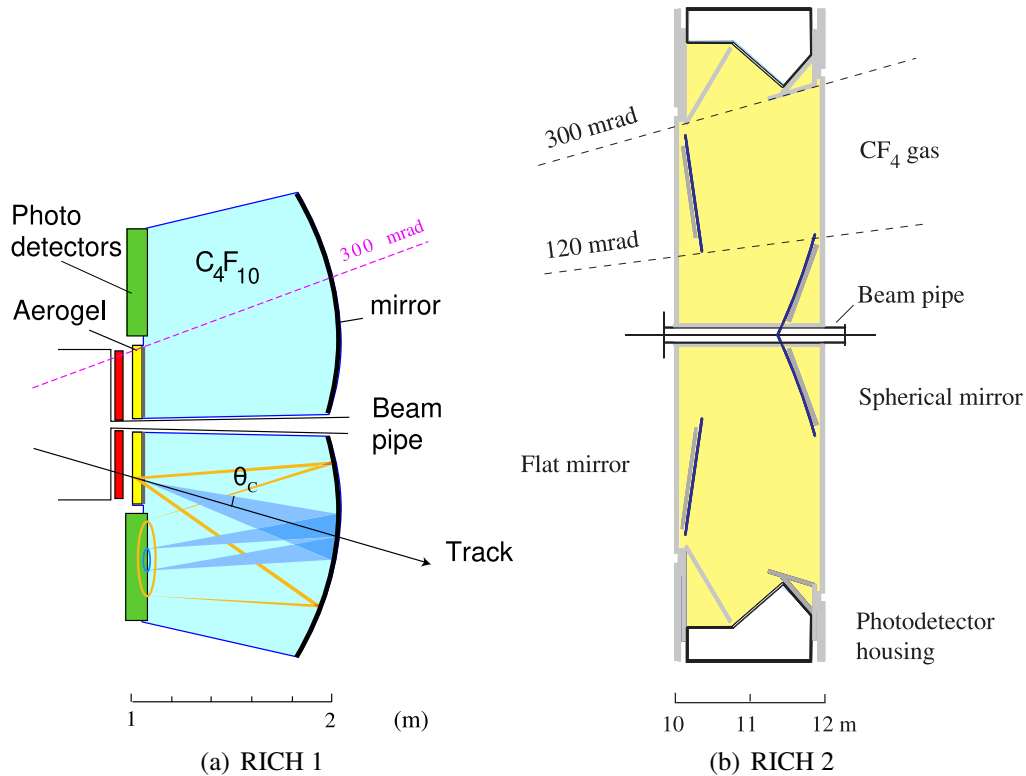 Photo
detectors
Aerogel
C₄F₁₀
300 mrad
mirror
Beam
pipe
θ_C
Track
1
2
(m)
(a) RICH 1
300 mrad
CF₄ gas
120 mrad
Beam pipe
Spherical mirror
Flat mirror
Photodetector
housing
10
11
12 m
(b) RICH 2